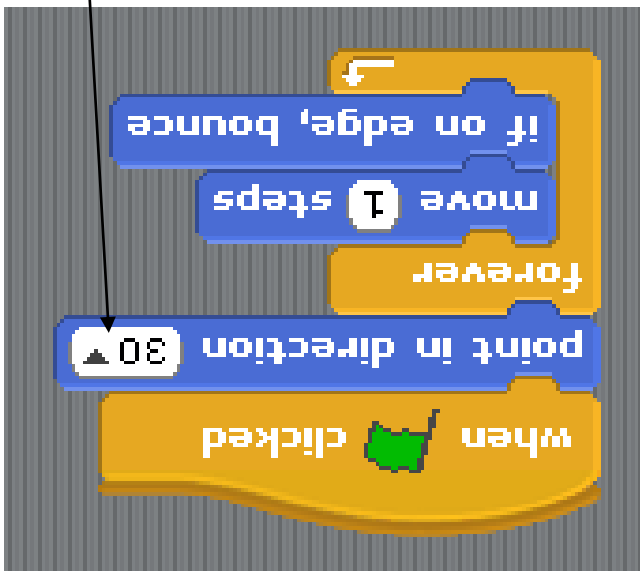 when clicked
point in direction 30
forever
move 1 steps
if on edge, bounce